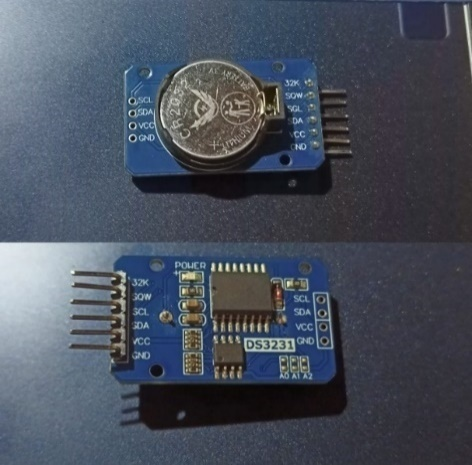 32K
SQW
SCL
SDA
VCC
GND
SCL
SDA
VCC
GND
POWER
+
32K
SQW
SCL
SDA
VCC
GND
SCL
SDA
VCC
GND
DS3231
A0 A1 A2